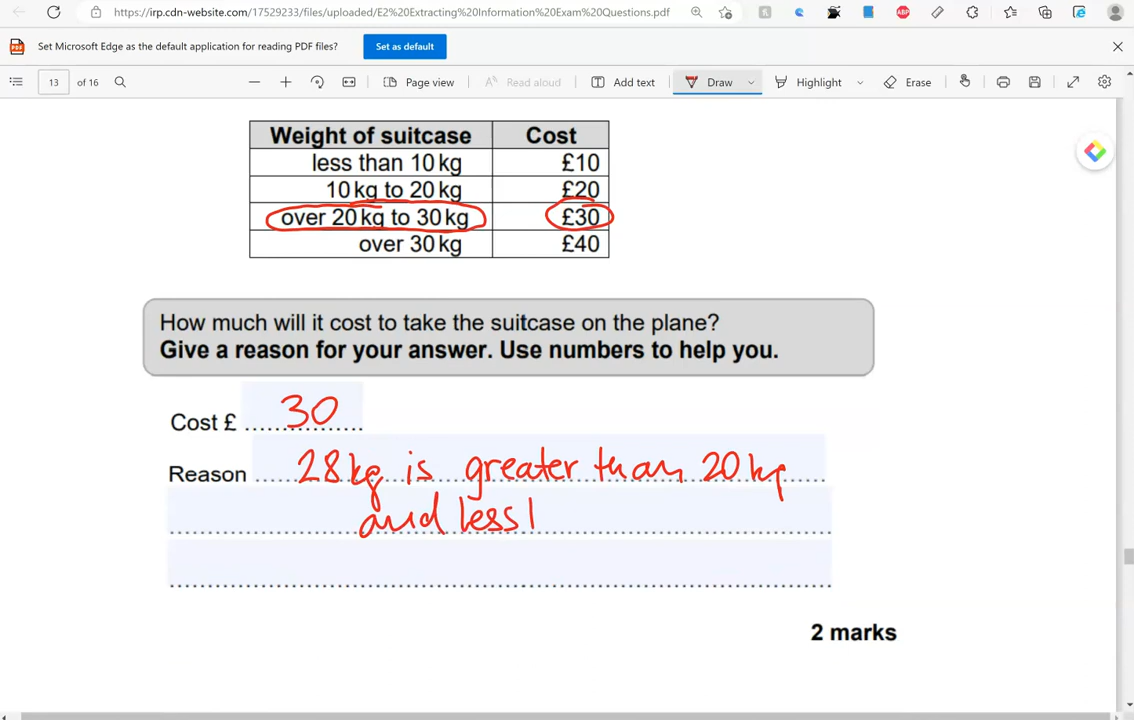 https://irp.cdn-website.com/17529233/files/uploaded/E2%20Extracting%20Information%20Exam%20Questions.pdf
ABP
PDF Set Microsoft Edge as the default application for reading PDF files? Set as default
13 of 16 Page view Read aloud Add text Draw Highlight Erase
Weight of suitcase Cost
less than 10 kg £10
10 kg to 20 kg £20
over 20 kg to 30 kg £30
over 30 kg £40
How much will it cost to take the suitcase on the plane?
Give a reason for your answer. Use numbers to help you.
Cost £ 30
Reason 28kg is greater than 20 kg
and less
2 marks